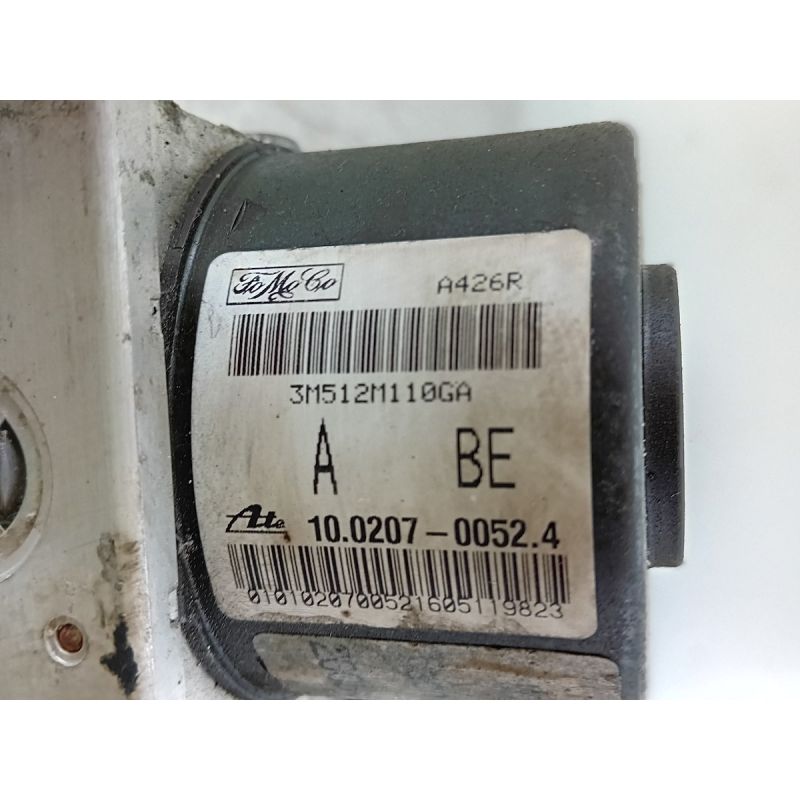 FoMoCo A426R
3M512M110GA
A BE
Ate 10.0207-0052.4
0101020700521605119823